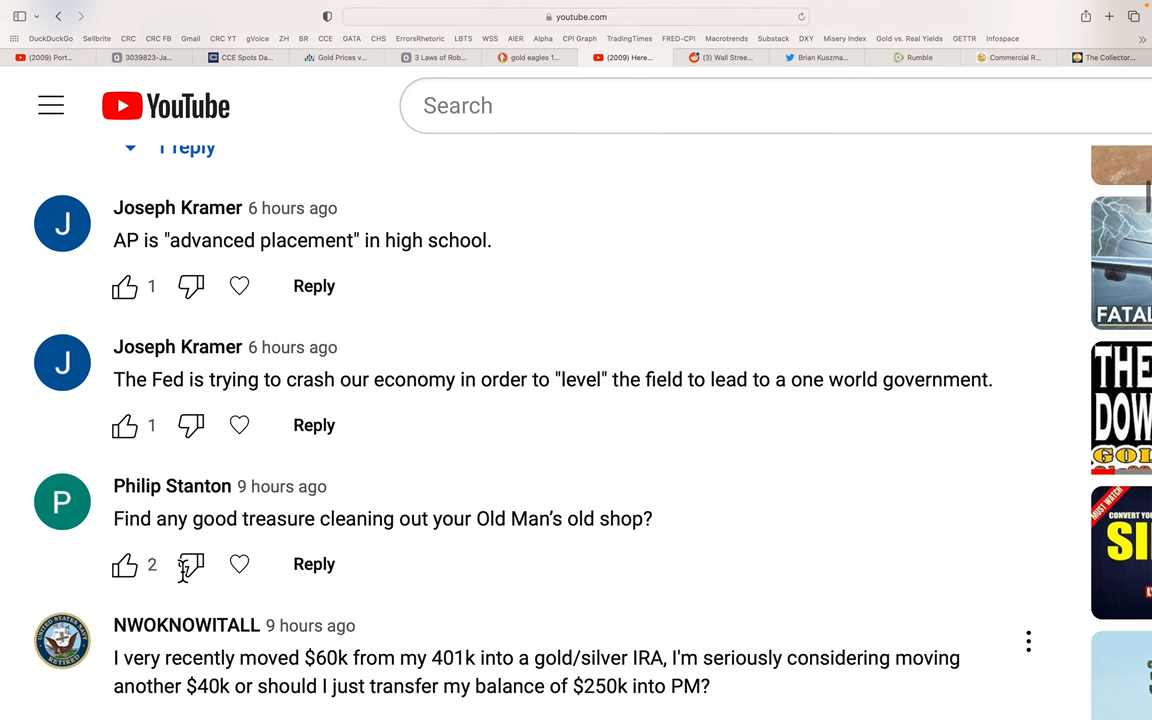 youtube.com
DuckDuckGo Sellbrite CRC CRC FB Gmail CRC YT gVoice ZH BR CCE GATA CHS ErrorsRhetoric LBTS WSS AIER Alpha CPI Graph TradingTimes FRED-CPI Macrotrends Substack DXY Misery Index Gold vs. Real Yields GETTR Infospace
(2009) Port... 3039823-Ja... CCE Spots Da... Gold Prices v... 3 Laws of Rob... gold eagles 1... (2009) Here... (3) Wall Stree... Brian Kuszma... Rumble Commercial R... The Collector...
YouTube
Search
1 reply
Joseph Kramer 6 hours ago
AP is "advanced placement" in high school.
1 Reply
Joseph Kramer 6 hours ago
The Fed is trying to crash our economy in order to "level" the field to lead to a one world government.
1 Reply
Philip Stanton 9 hours ago
Find any good treasure cleaning out your Old Man’s old shop?
2 Reply
NWOKNOWITALL 9 hours ago
I very recently moved $60k from my 401k into a gold/silver IRA, I'm seriously considering moving
another $40k or should I just transfer my balance of $250k into PM?
FATAL
THE
DOW
GOL
MUST WATCH
CONVERT YO
SI